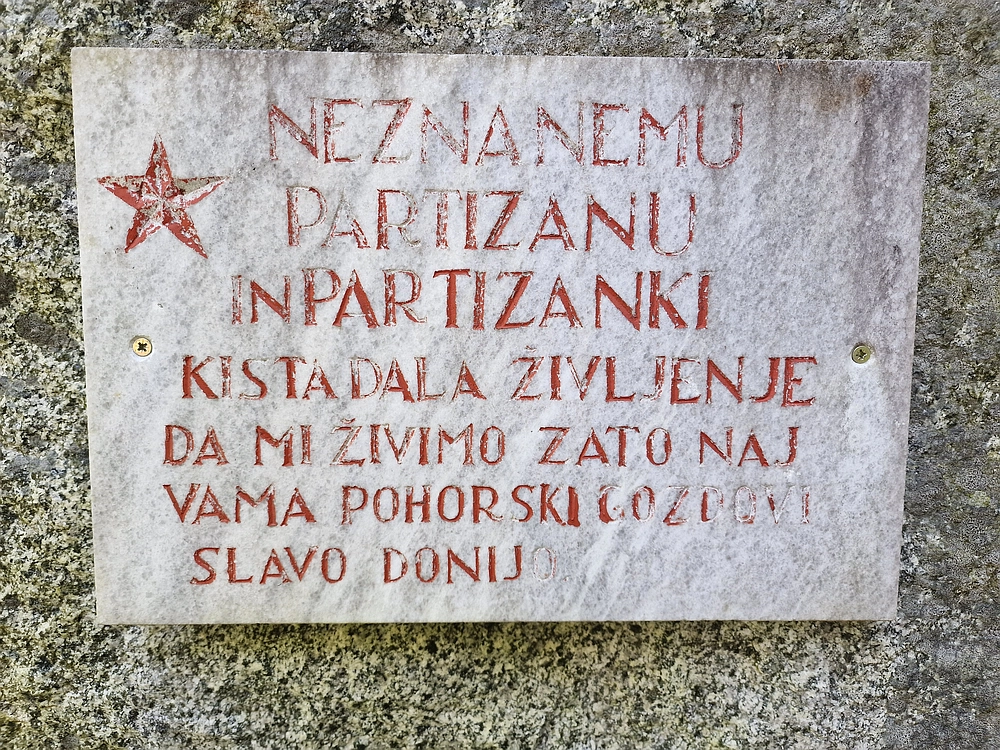 NEZNANEMU
PARTIZANU
IN PARTIZANKI
KI STA DALA ŽIVLJENJE
DA MI ŽIVIMO ZATO NAJ
VAMA POHORSKI GOZDOVI
SLAVO DONIJO.